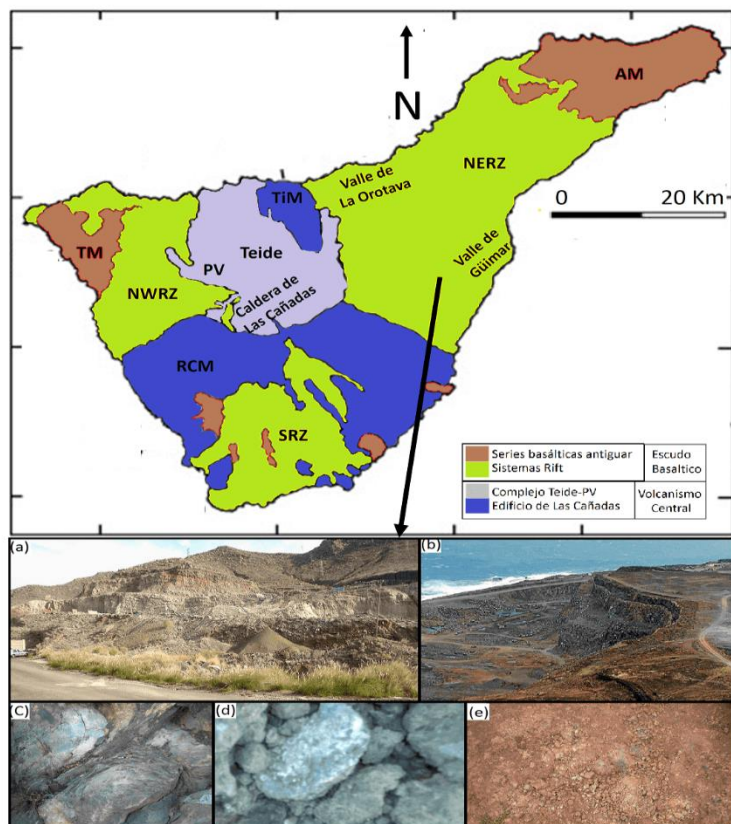 AM
N
NERZ
Valle de
La Orotava
0 20 Km
TiM
Teide
TM
PV
Valle de
Güimar
NWRZ
Caldera de
Las Cañadas
RCM
SRZ
Series basálticas antiguar
Sistemas Rift
Escudo
Basaltico
Complejo Teide-PV
Edificio de Las Cañadas
Volcanismo
Central
(a)
(b)
(C)
(d)
(e)